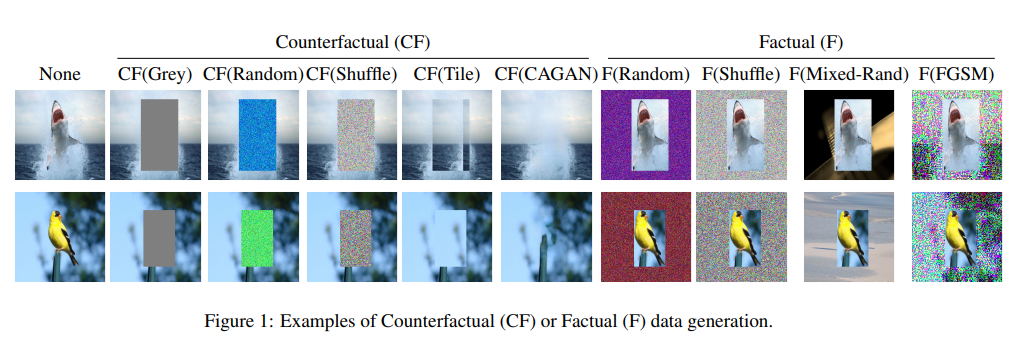 Counterfactual (CF) Factual (F)
None CF(Grey) CF(Random) CF(Shuffle) CF(Tile) CF(CAGAN) F(Random) F(Shuffle) F(Mixed-Rand) F(FGSM)
Figure 1: Examples of Counterfactual (CF) or Factual (F) data generation.